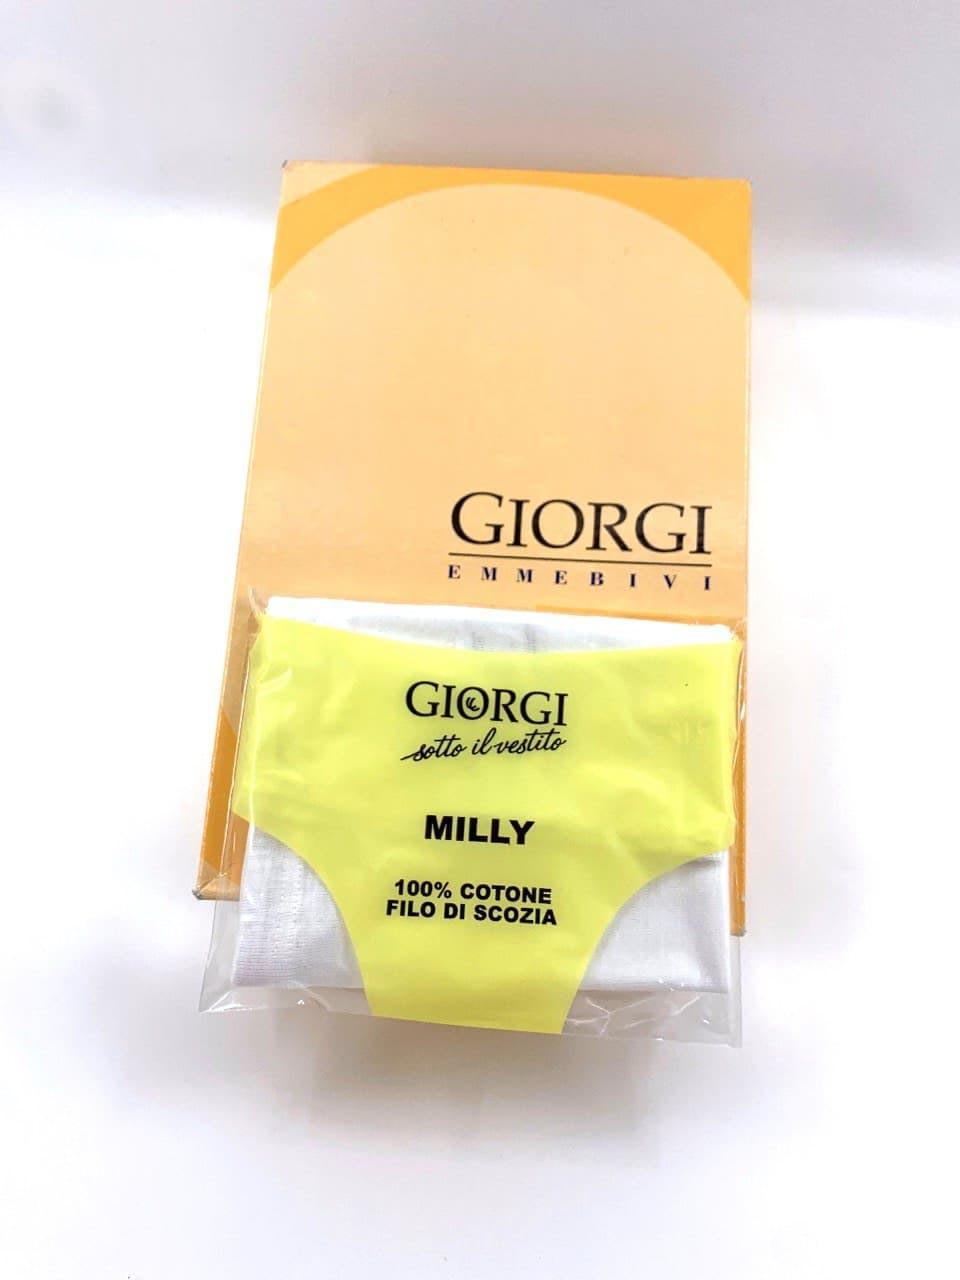 GIORGI
EMMEBIVI
GIORGI
sotto il vestito
MILLY
100% COTONE
FILO DI SCOZIA